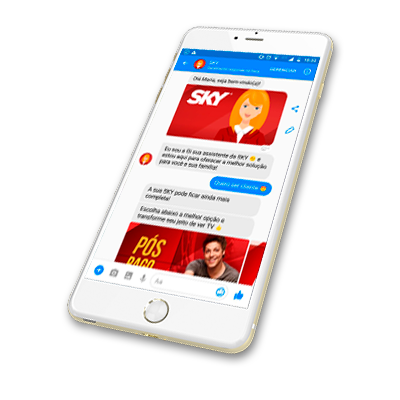 SKY
GERENCIAR
Olá Maria, seja bem-vindo(a)!
SKY
Eu sou a Si sua assistente da SKY e
estou aqui para oferecer a melhor solução
para você e sua família!
Quero ser cliente
A sua SKY pode ficar ainda mais
completa!
Escolha abaixo a melhor opção e
transforme seu jeito de ver TV
PÓS
PAGO
Aa